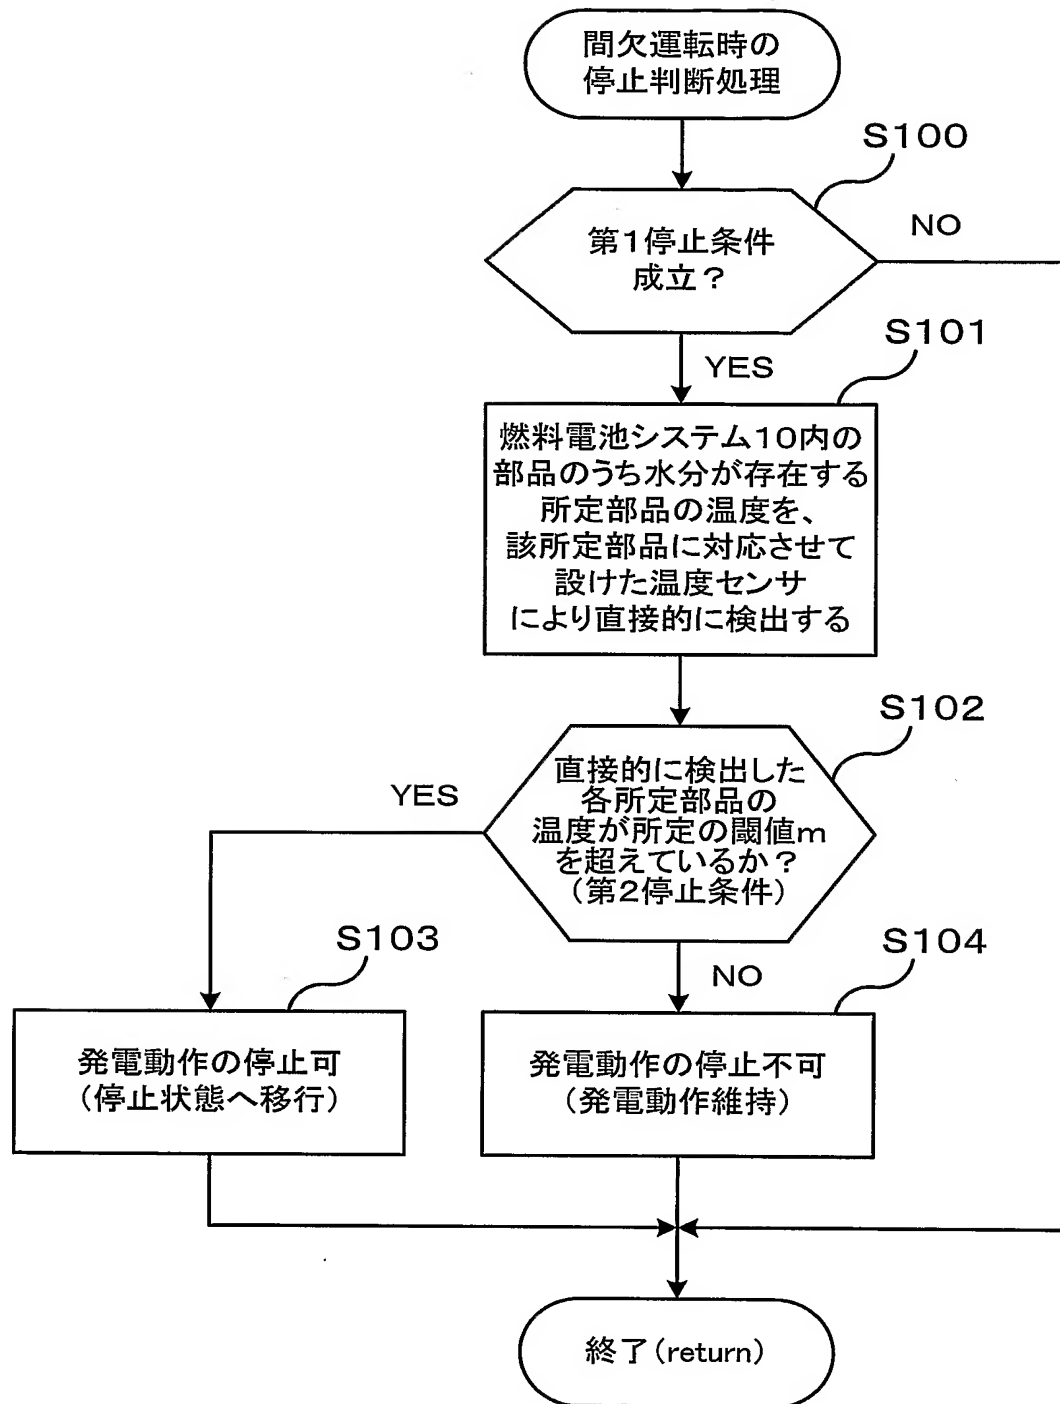 間欠運転時の
停止判断処理
S100
第1停止条件
成立？
NO
YES
S101
燃料電池システム10内の
部品のうち水分が存在する
所定部品の温度を、
該所定部品に対応させて
設けた温度センサ
により直接的に検出する
S102
直接的に検出した
各所定部品の
温度が所定の閾値m
を超えているか？
（第2停止条件）
YES
NO
S103
発電動作の停止可
（停止状態へ移行）
S104
発電動作の停止不可
（発電動作維持）
終了（return）